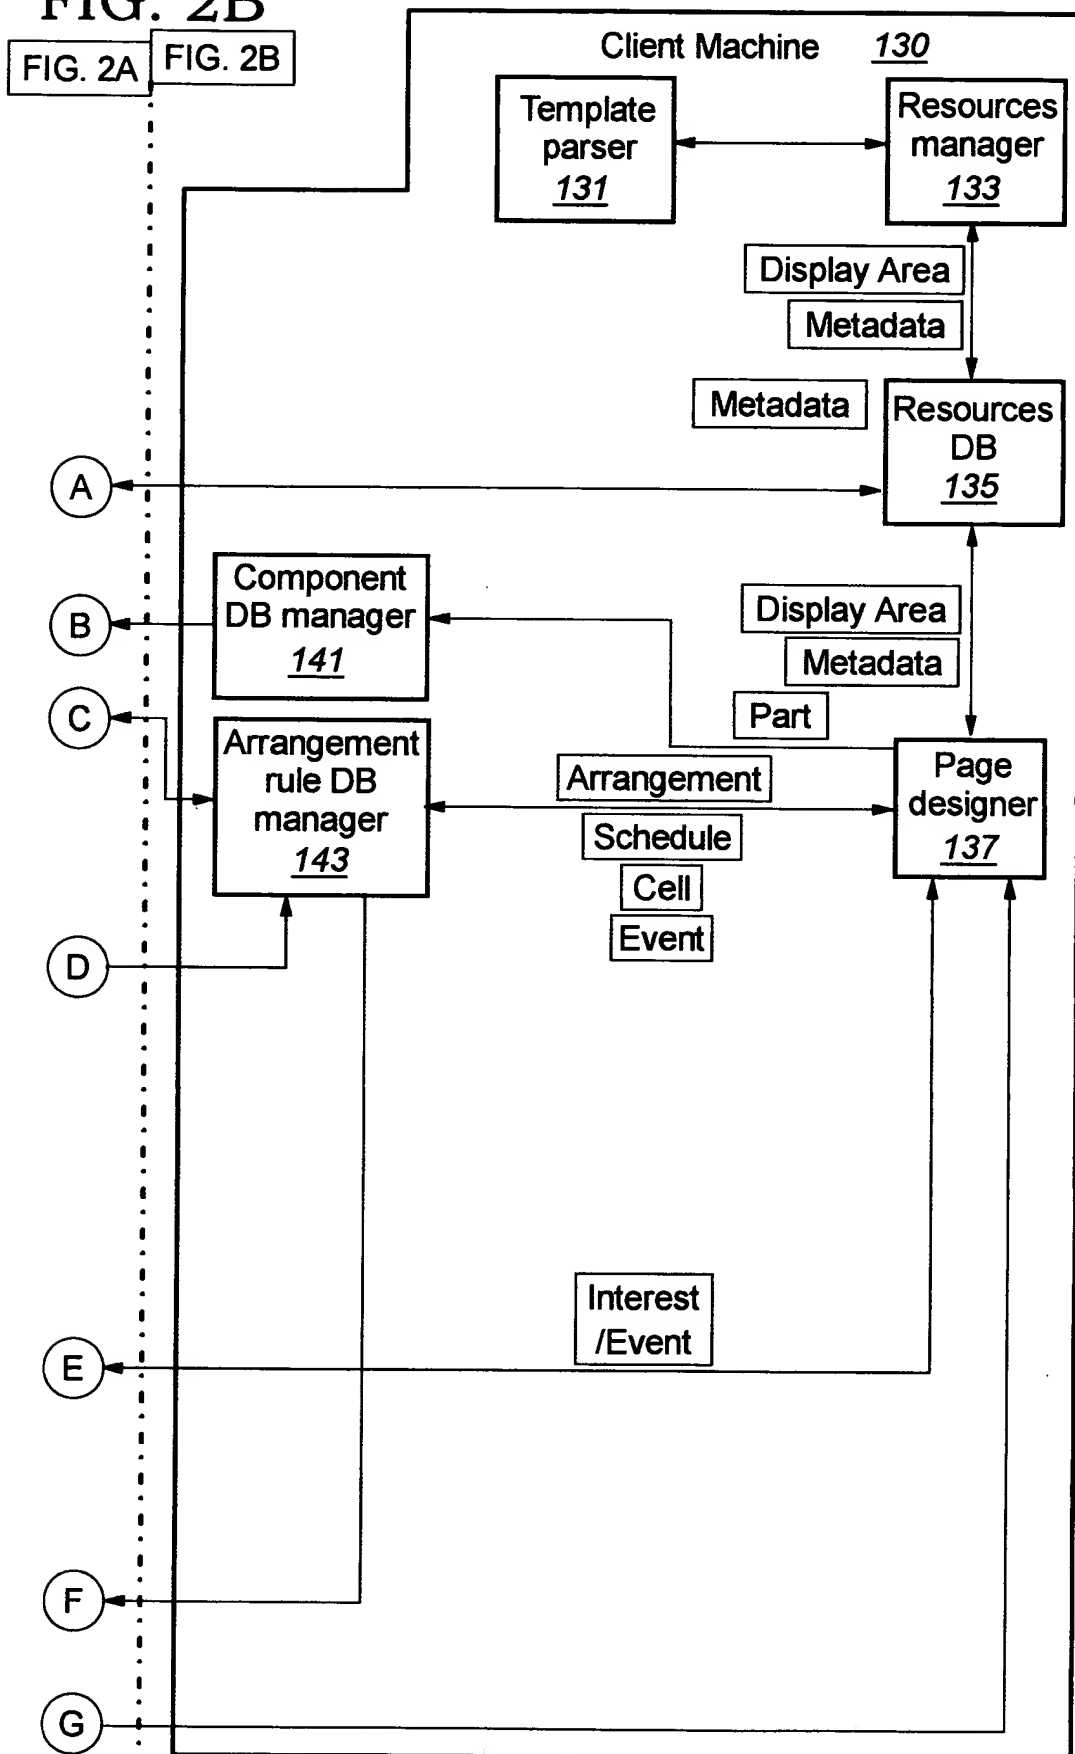 FIG. 2B
FIG. 2A
FIG. 2B
Client Machine 130
Template
parser
131
Resources
manager
133
Display Area
Metadata
Metadata
Resources
DB
135
A
Component
DB manager
141
B
Display Area
Metadata
Part
C
Arrangement
rule DB
manager
143
Arrangement
Schedule
Cell
Event
Page
designer
137
D
Interest
/Event
E
F
G